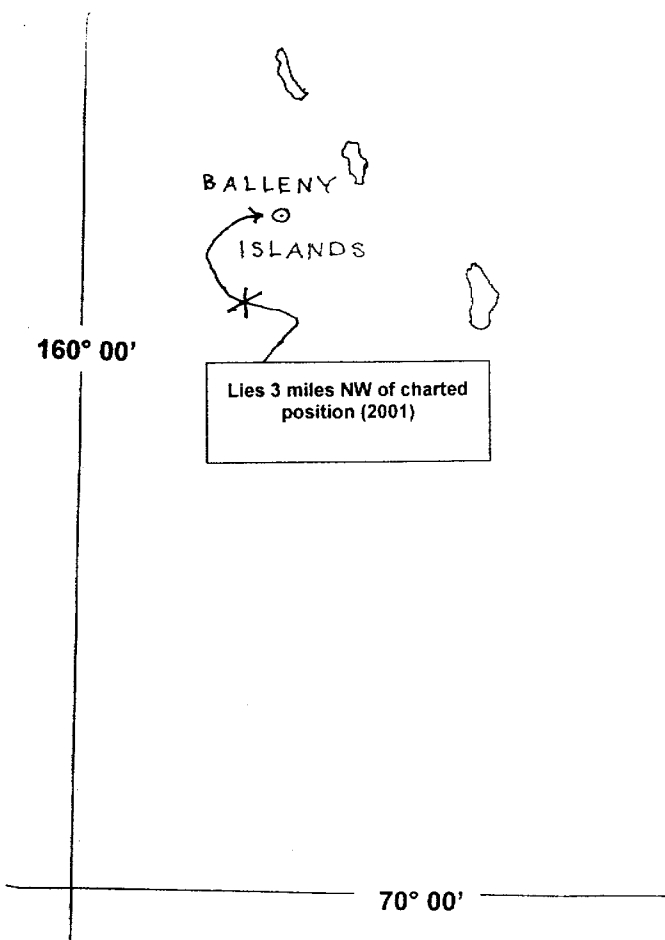 BALLENY
ISLANDS
160° 00'
Lies 3 miles NW of charted
position (2001)
70° 00'